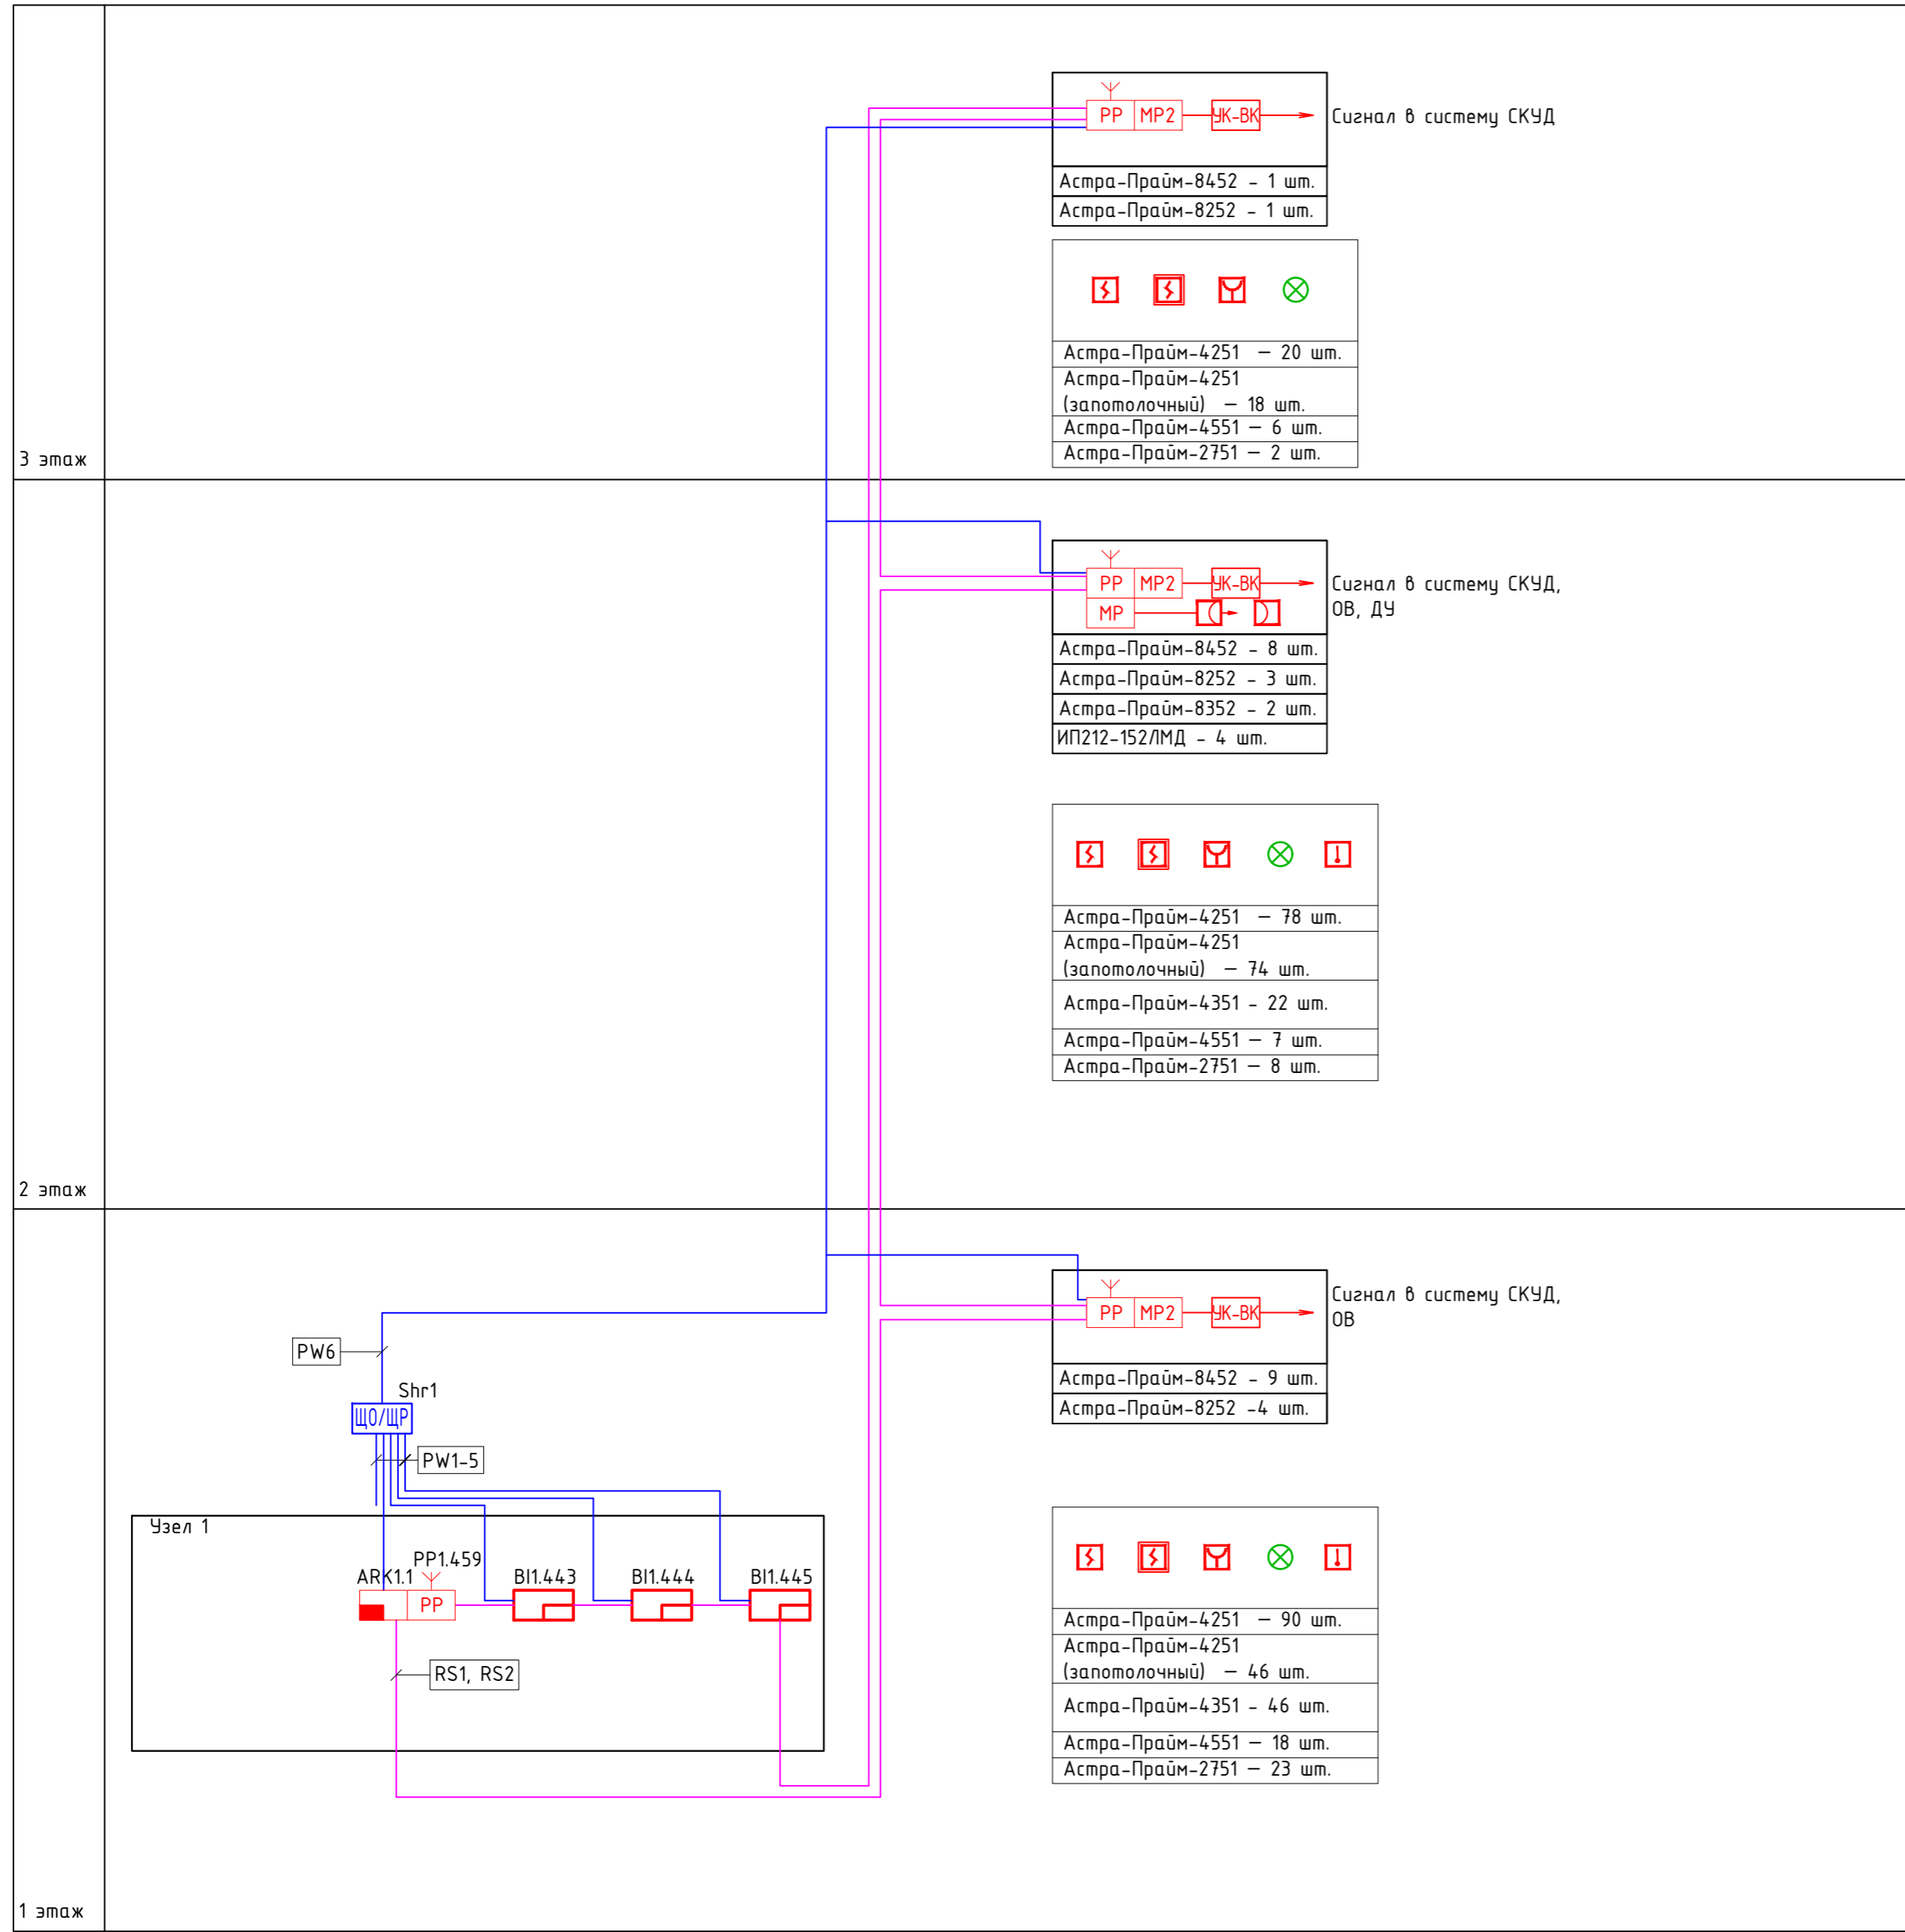 РР МР2 УК-ВК Сигнал в систему СКУД
Астра-Прайм-8452 - 1 шт.
Астра-Прайм-8252 - 1 шт.
Астра-Прайм-4251 — 20 шт.
Астра-Прайм-4251
(запотолочный) — 18 шт.
Астра-Прайм-4551 — 6 шт.
Астра-Прайм-2751 — 2 шт.
3 этаж
РР МР2 УК-ВК Сигнал в систему СКУД,
ОВ, ДУ
МР
Астра-Прайм-8452 - 8 шт.
Астра-Прайм-8252 - 3 шт.
Астра-Прайм-8352 - 2 шт.
ИП212-152/1МД - 4 шт.
Астра-Прайм-4251 — 78 шт.
Астра-Прайм-4251
(запотолочный) — 74 шт.
Астра-Прайм-4351 - 22 шт.
Астра-Прайм-4551 — 7 шт.
Астра-Прайм-2751 — 8 шт.
2 этаж
РР МР2 УК-ВК Сигнал в систему СКУД,
ОВ
Астра-Прайм-8452 - 9 шт.
Астра-Прайм-8252 -4 шт.
PW6
Shr1
ЩО/ЩР
PW1-5
Узел 1
ARK1.1 РР1.459 BI1.443 BI1.444 BI1.445
РР
RS1, RS2
Астра-Прайм-4251 — 90 шт.
Астра-Прайм-4251
(запотолочный) — 46 шт.
Астра-Прайм-4351 - 46 шт.
Астра-Прайм-4551 — 18 шт.
Астра-Прайм-2751 — 23 шт.
1 этаж